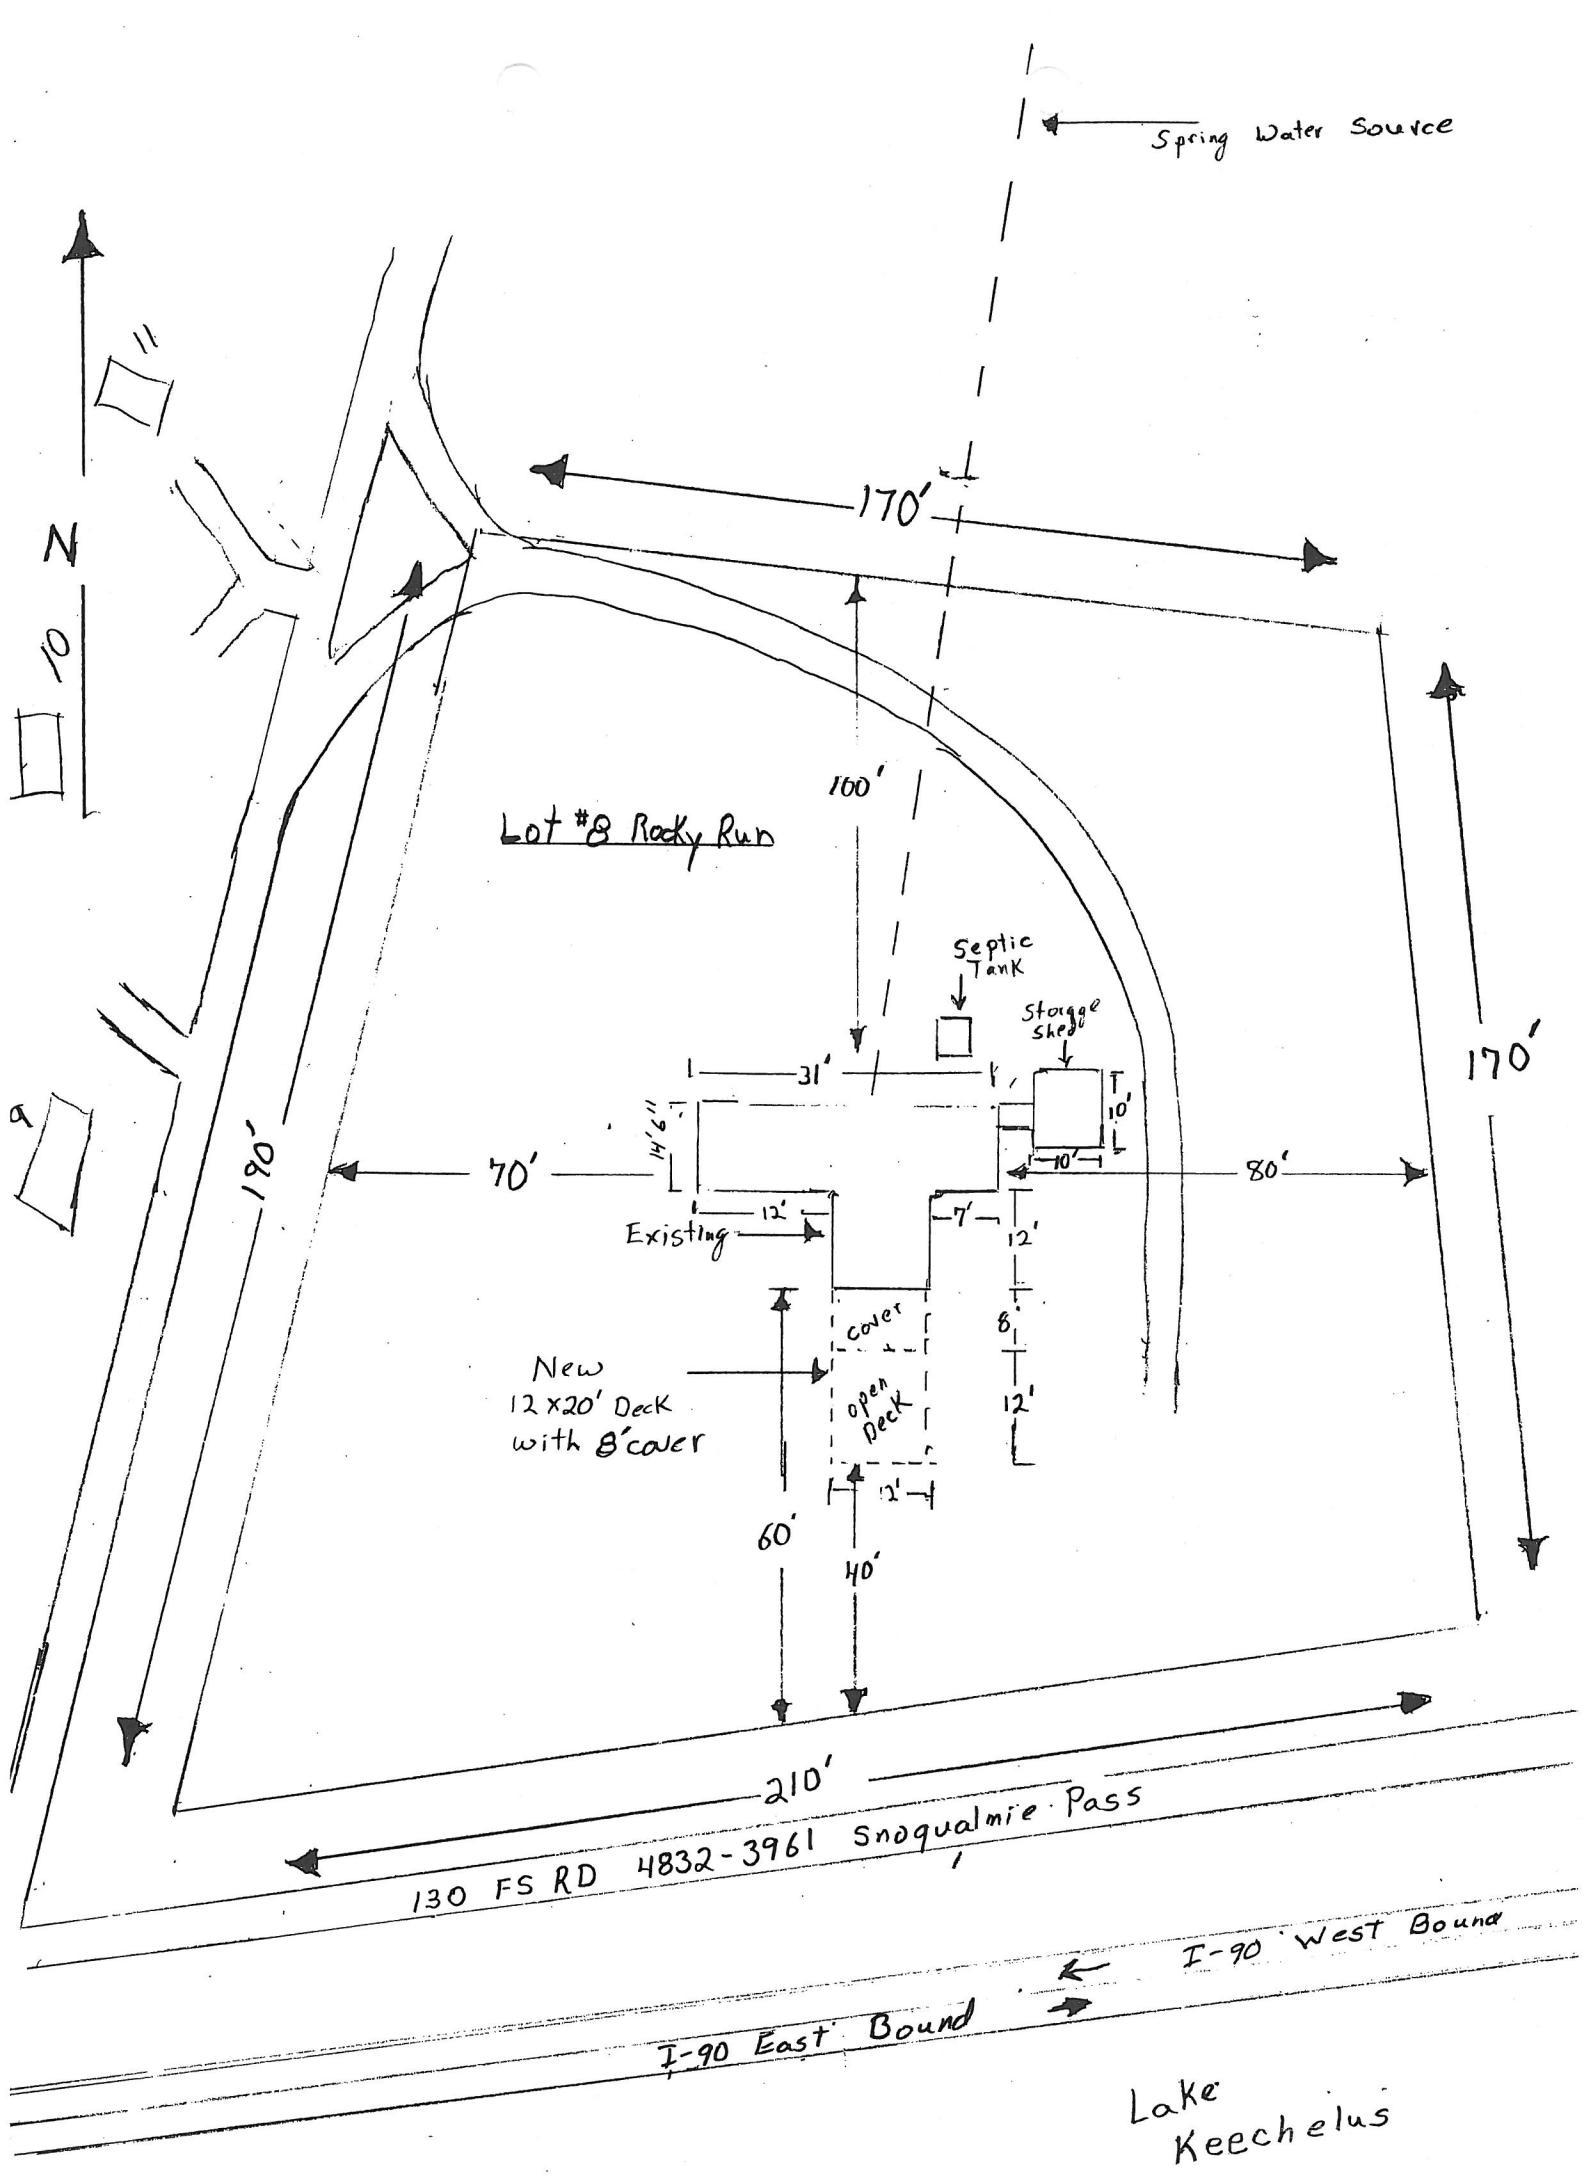 Spring Water Source
11
N
10
170'
100'
Lot #8 Rocky Run
Septic
Tank
Storage
Shed
31'
10'
14'6"
170'
9
190'
70'
10'
80'
12'
7'
Existing
12'
cover
8'
New
12x20' Deck
with 8'cover
open
Deck
12'
12'
60'
40'
210'
130 FS RD 4832-3961 Snoqualmie Pass
I-90 West Bound
I-90 East Bound
Lake
Keechelus